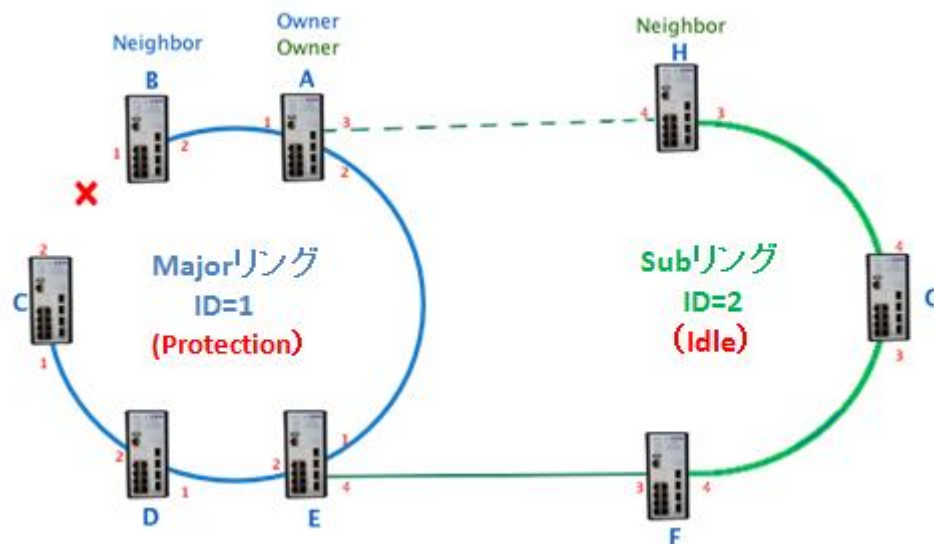 Owner
Neighbor
Owner
Neighbor
B
A
H
1
3
4
3
1
2
2
2
4
Majorリング
Subリング
C
ID=1
ID=2
G
(Protection)
(Idle)
1
3
1
2
2
1
4
3
4
D
E
F